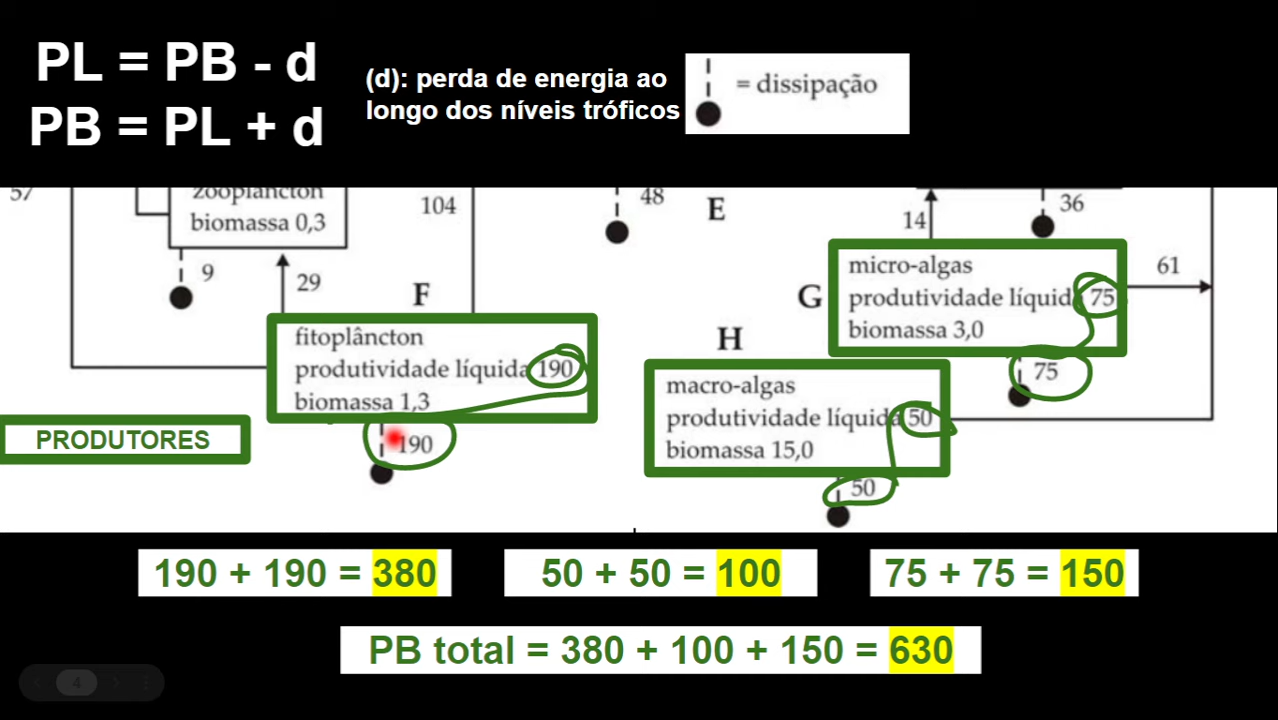 PL = PB - d
PB = PL + d
(d): perda de energia ao
longo dos níveis tróficos
= dissipação
57
zooplâncton
biomassa 0,3
104
48
E
14
36
9
29
F
fitoplâncton
produtividade líquida 190
biomassa 1,3
190
G
micro-algas
produtividade líquida 75
biomassa 3,0
61
75
H
macro-algas
produtividade líquida 50
biomassa 15,0
50
PRODUTORES
190 + 190 = 380
50 + 50 = 100
75 + 75 = 150
PB total = 380 + 100 + 150 = 630
4